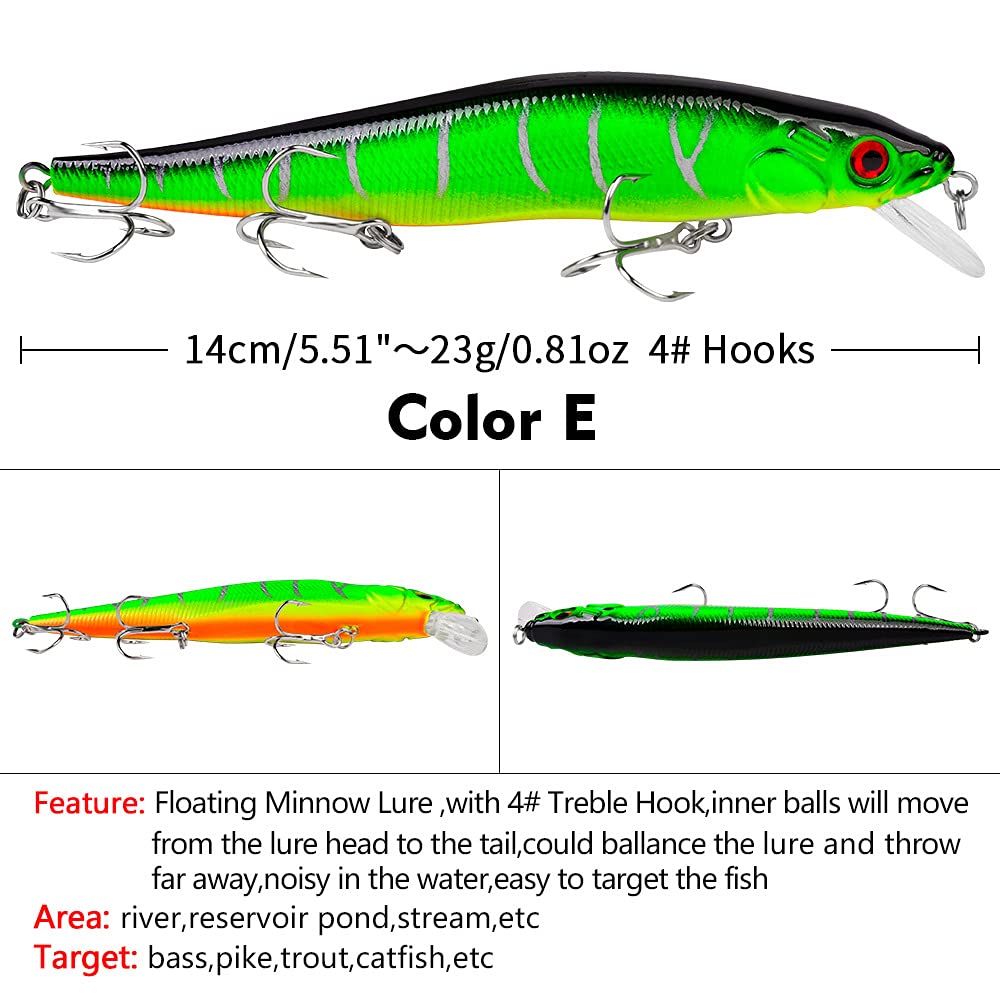 14cm/5.51"～23g/0.81oz 4# Hooks
Color E
Feature: Floating Minnow Lure ,with 4# Treble Hook,inner balls will move
from the lure head to the tail,could ballance the lure and throw
far away,noisy in the water,easy to target the fish
Area: river,reservoir pond,stream,etc
Target: bass,pike,trout,catfish,etc